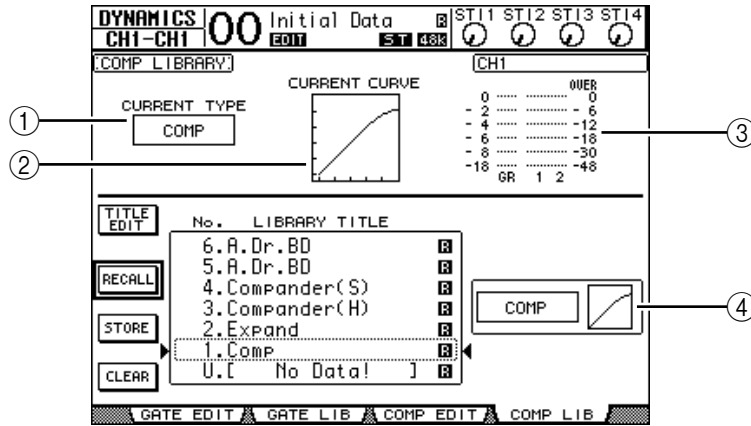 DYNAMICS 00 Initial Data R ST1 ST2 ST3 ST4
CH1-CH1 EDIT ST 48K
COMP LIBRARY CH1
CURRENT TYPE
COMP
CURRENT CURVE
OVER
0 0
-2 -6
-4 -12
-6 -18
-8 -30
-18 -48
GR 1 2
① ② ③ ④
TITLE EDIT
RECALL
STORE
CLEAR
No. LIBRARY TITLE
6.A.Dr.BD R
5.A.Dr.BD R
4.Compander(S) R
3.Compander(H) R
2.Expand R
1.Comp R
U.[ No Data! ] R
COMP
GATE EDIT GATE LIB COMP EDIT COMP LIB